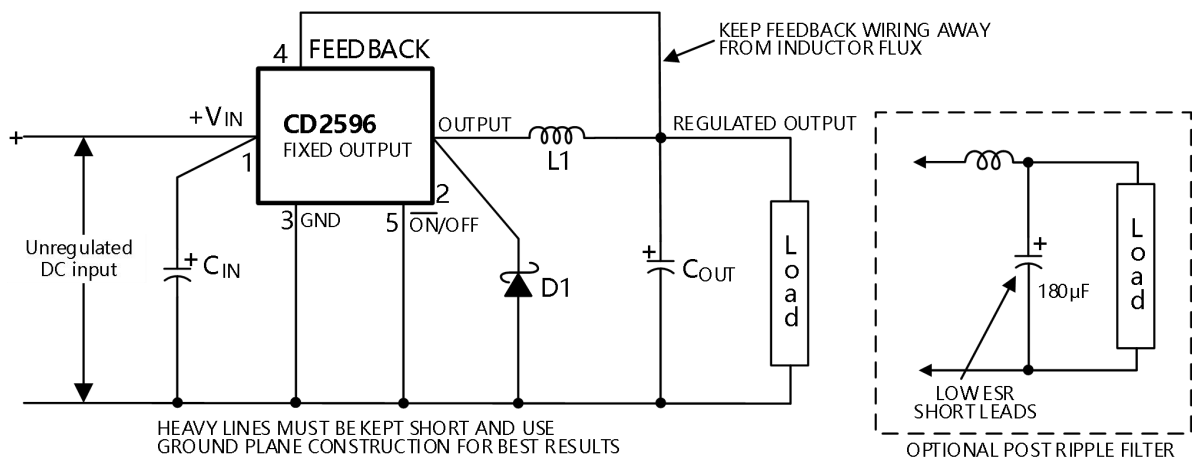 KEEP FEEDBACK WIRING AWAY
FROM INDUCTOR FLUX
4 FEEDBACK
+VIN
CD2596
FIXED OUTPUT
OUTPUT
REGULATED OUTPUT
+
1
L1
2
3 GND
5 ON/OFF
Unregulated
DC input
+
CIN
D1
+
COUT
Load
+
180µF
Load
LOW ESR
SHORT LEADS
HEAVY LINES MUST BE KEPT SHORT AND USE
GROUND PLANE CONSTRUCTION FOR BEST RESULTS
OPTIONAL POST RIPPLE FILTER